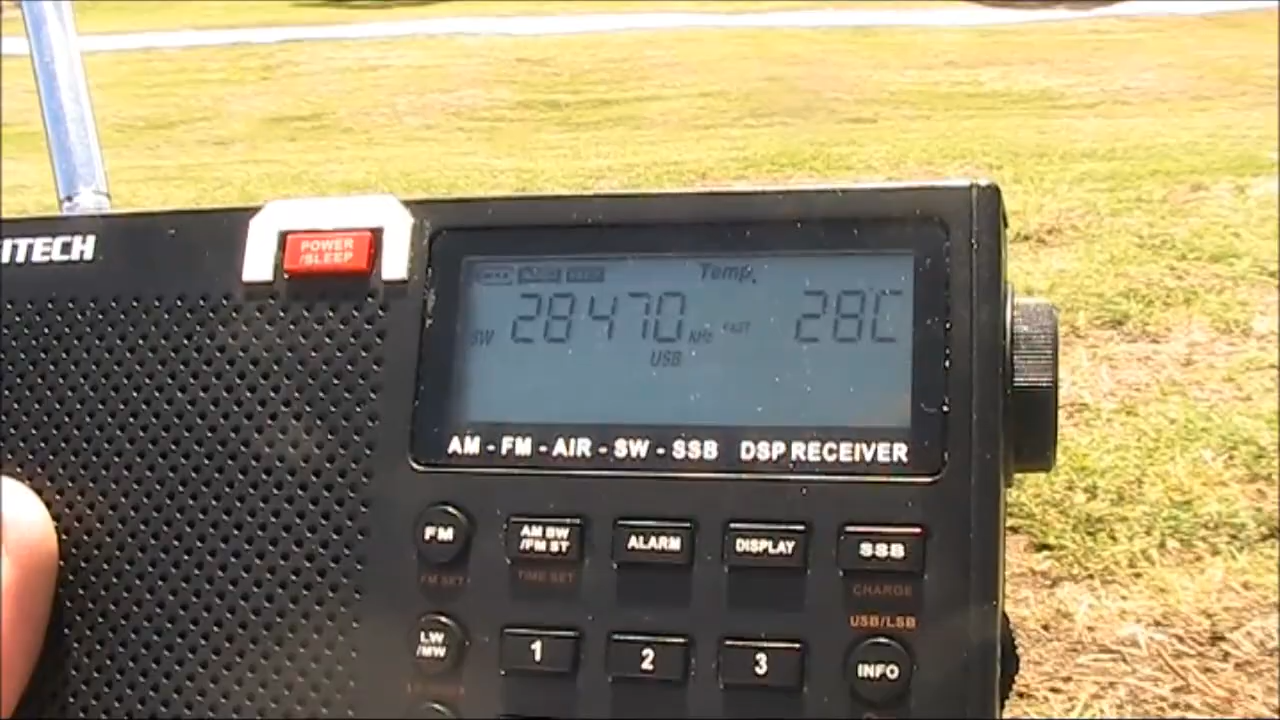 ITECH
POWER
/SLEEP
Temp.
SW 28470 KHz FAST 28C
USB
AM - FM - AIR - SW - SSB DSP RECEIVER
FM
AM BW
/FM ST
ALARM
DISPLAY
SSB
FM SET
TIME SET
CHARGE
USB/LSB
LW
/MW
1
2
3
INFO